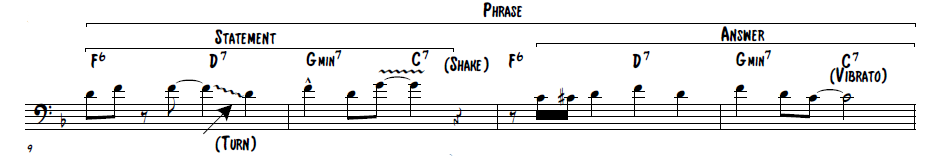 PHRASE
STATEMENT
ANSWER
F6 D7 GMIN7 C7 (SHAKE) F6 D7 GMIN7 C7
(VIBRATO)
(TURN)
9